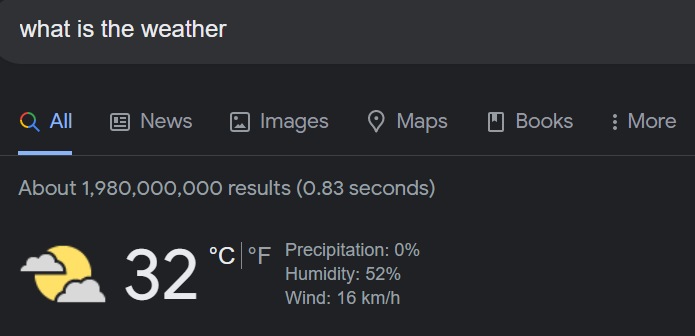 what is the weather
All News Images Maps Books More
About 1,980,000,000 results (0.83 seconds)
32 °C | °F
Precipitation: 0%
Humidity: 52%
Wind: 16 km/h